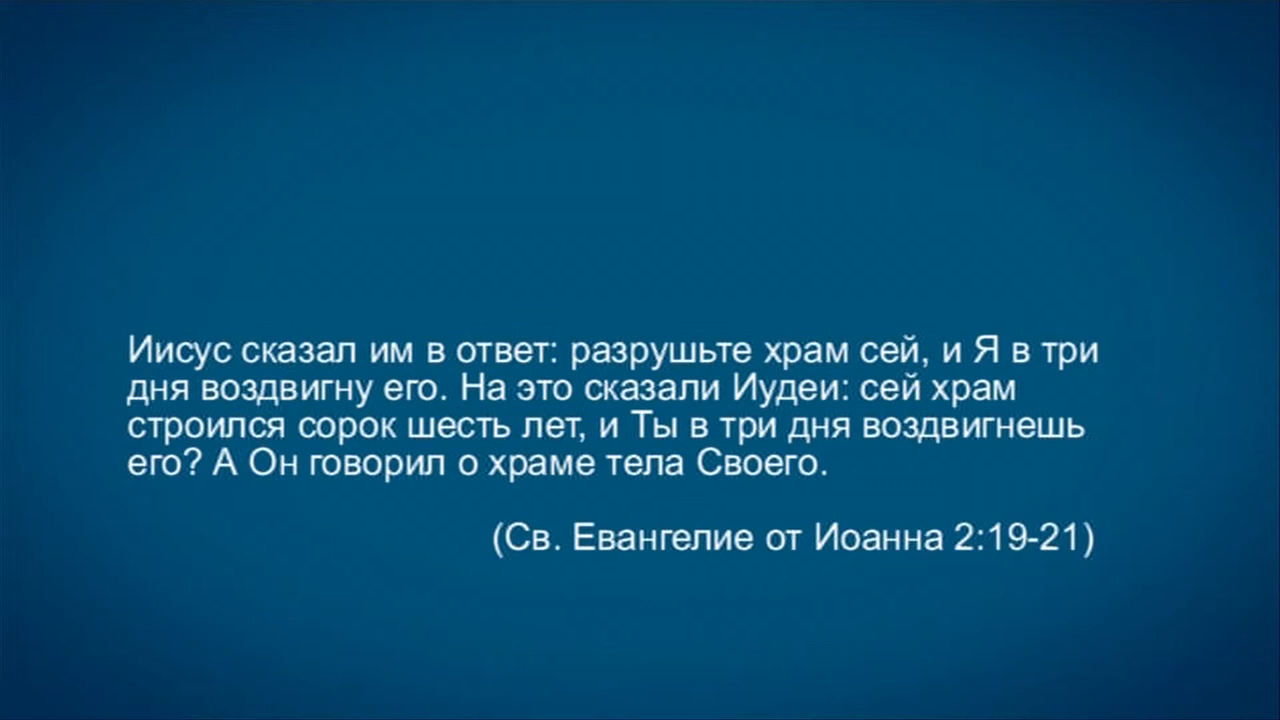 Иисус сказал им в ответ: разрушьте храм сей, и Я в три
дня воздвигну его. На это сказали Иудеи: сей храм
строился сорок шесть лет, и Ты в три дня воздвигнешь
его? А Он говорил о храме тела Своего.
(Св. Евангелие от Иоанна 2:19-21)